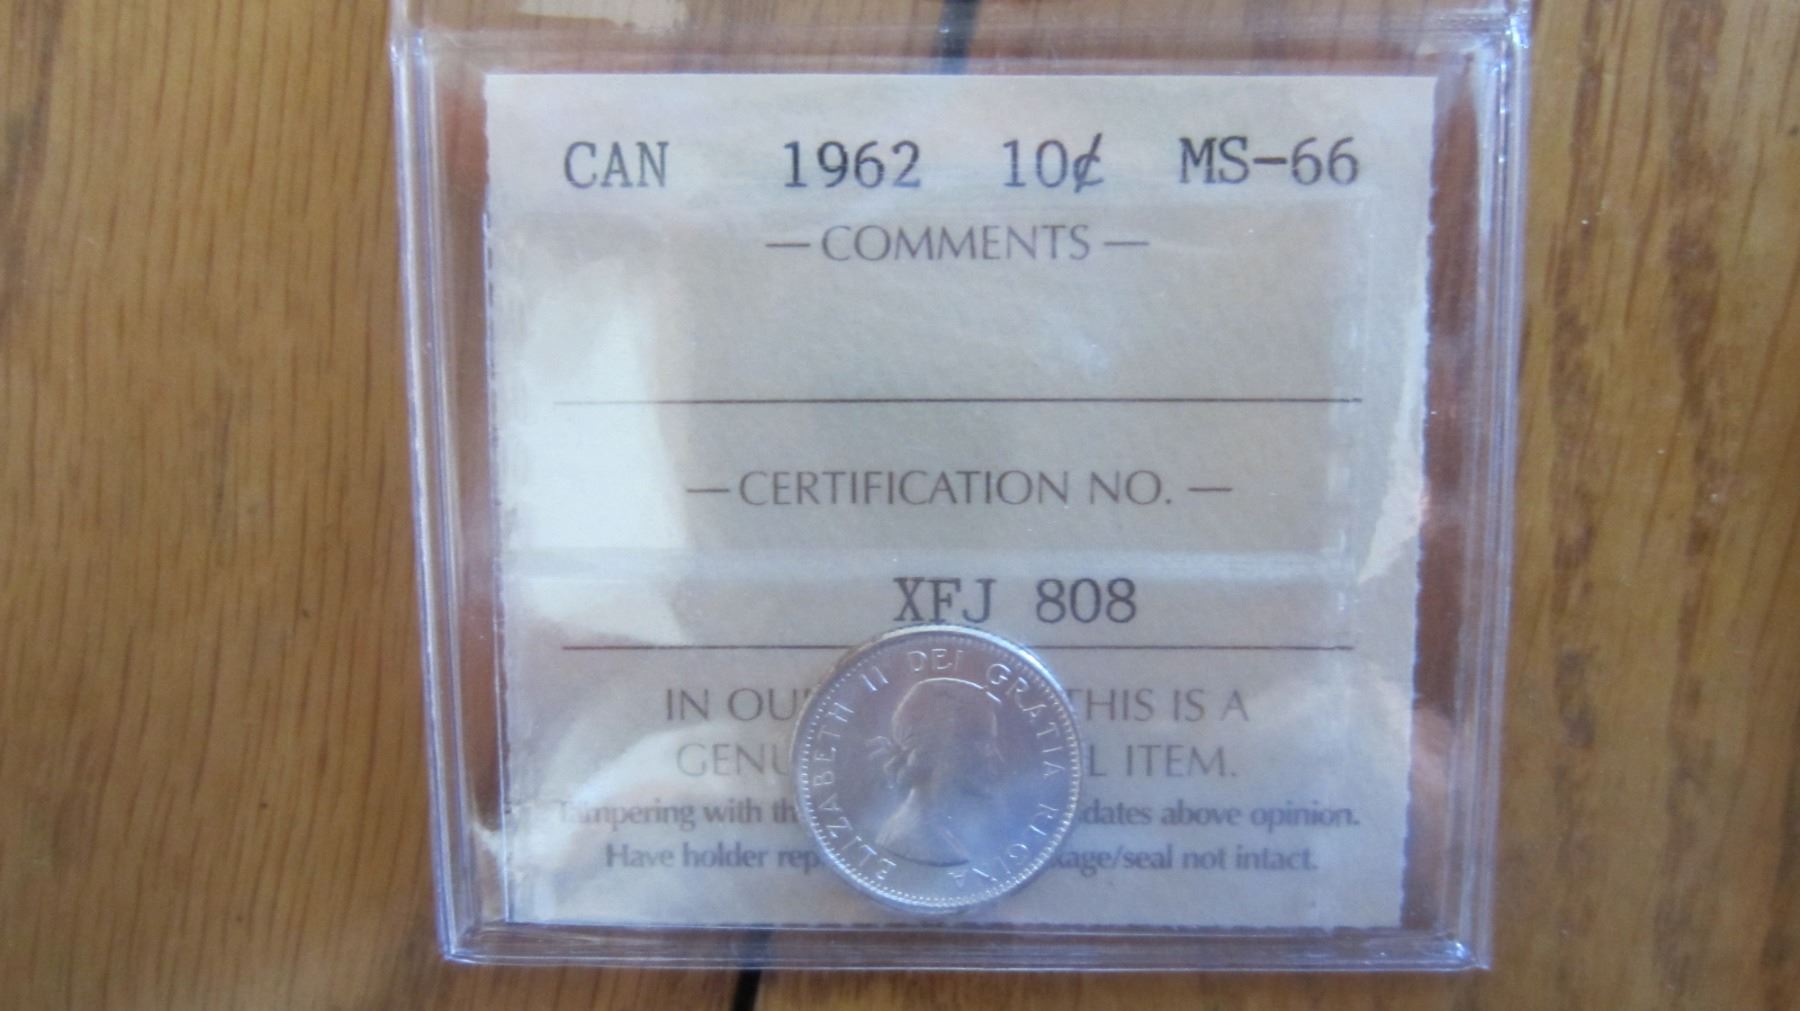 CAN 1962 10¢ MS-66
— COMMENTS —
— CERTIFICATION NO. —
XFJ 808
IN OU THIS IS A
GENU L ITEM.
Tampering with th dates above opinion.
Have holder rep kage/seal not intact.
ELIZABETH II DEI GRATIA REGINA